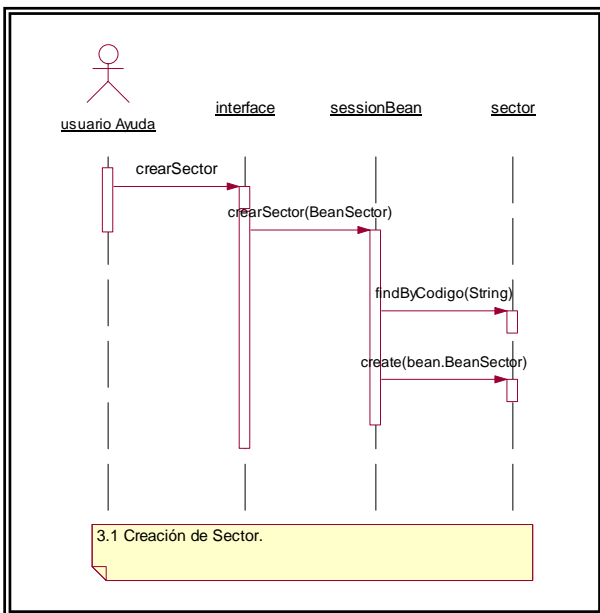 usuario Ayuda
interface
sessionBean
sector
crearSector
crearSector(BeanSector)
findByCodigo(String)
create(bean.BeanSector)
3.1 Creación de Sector.